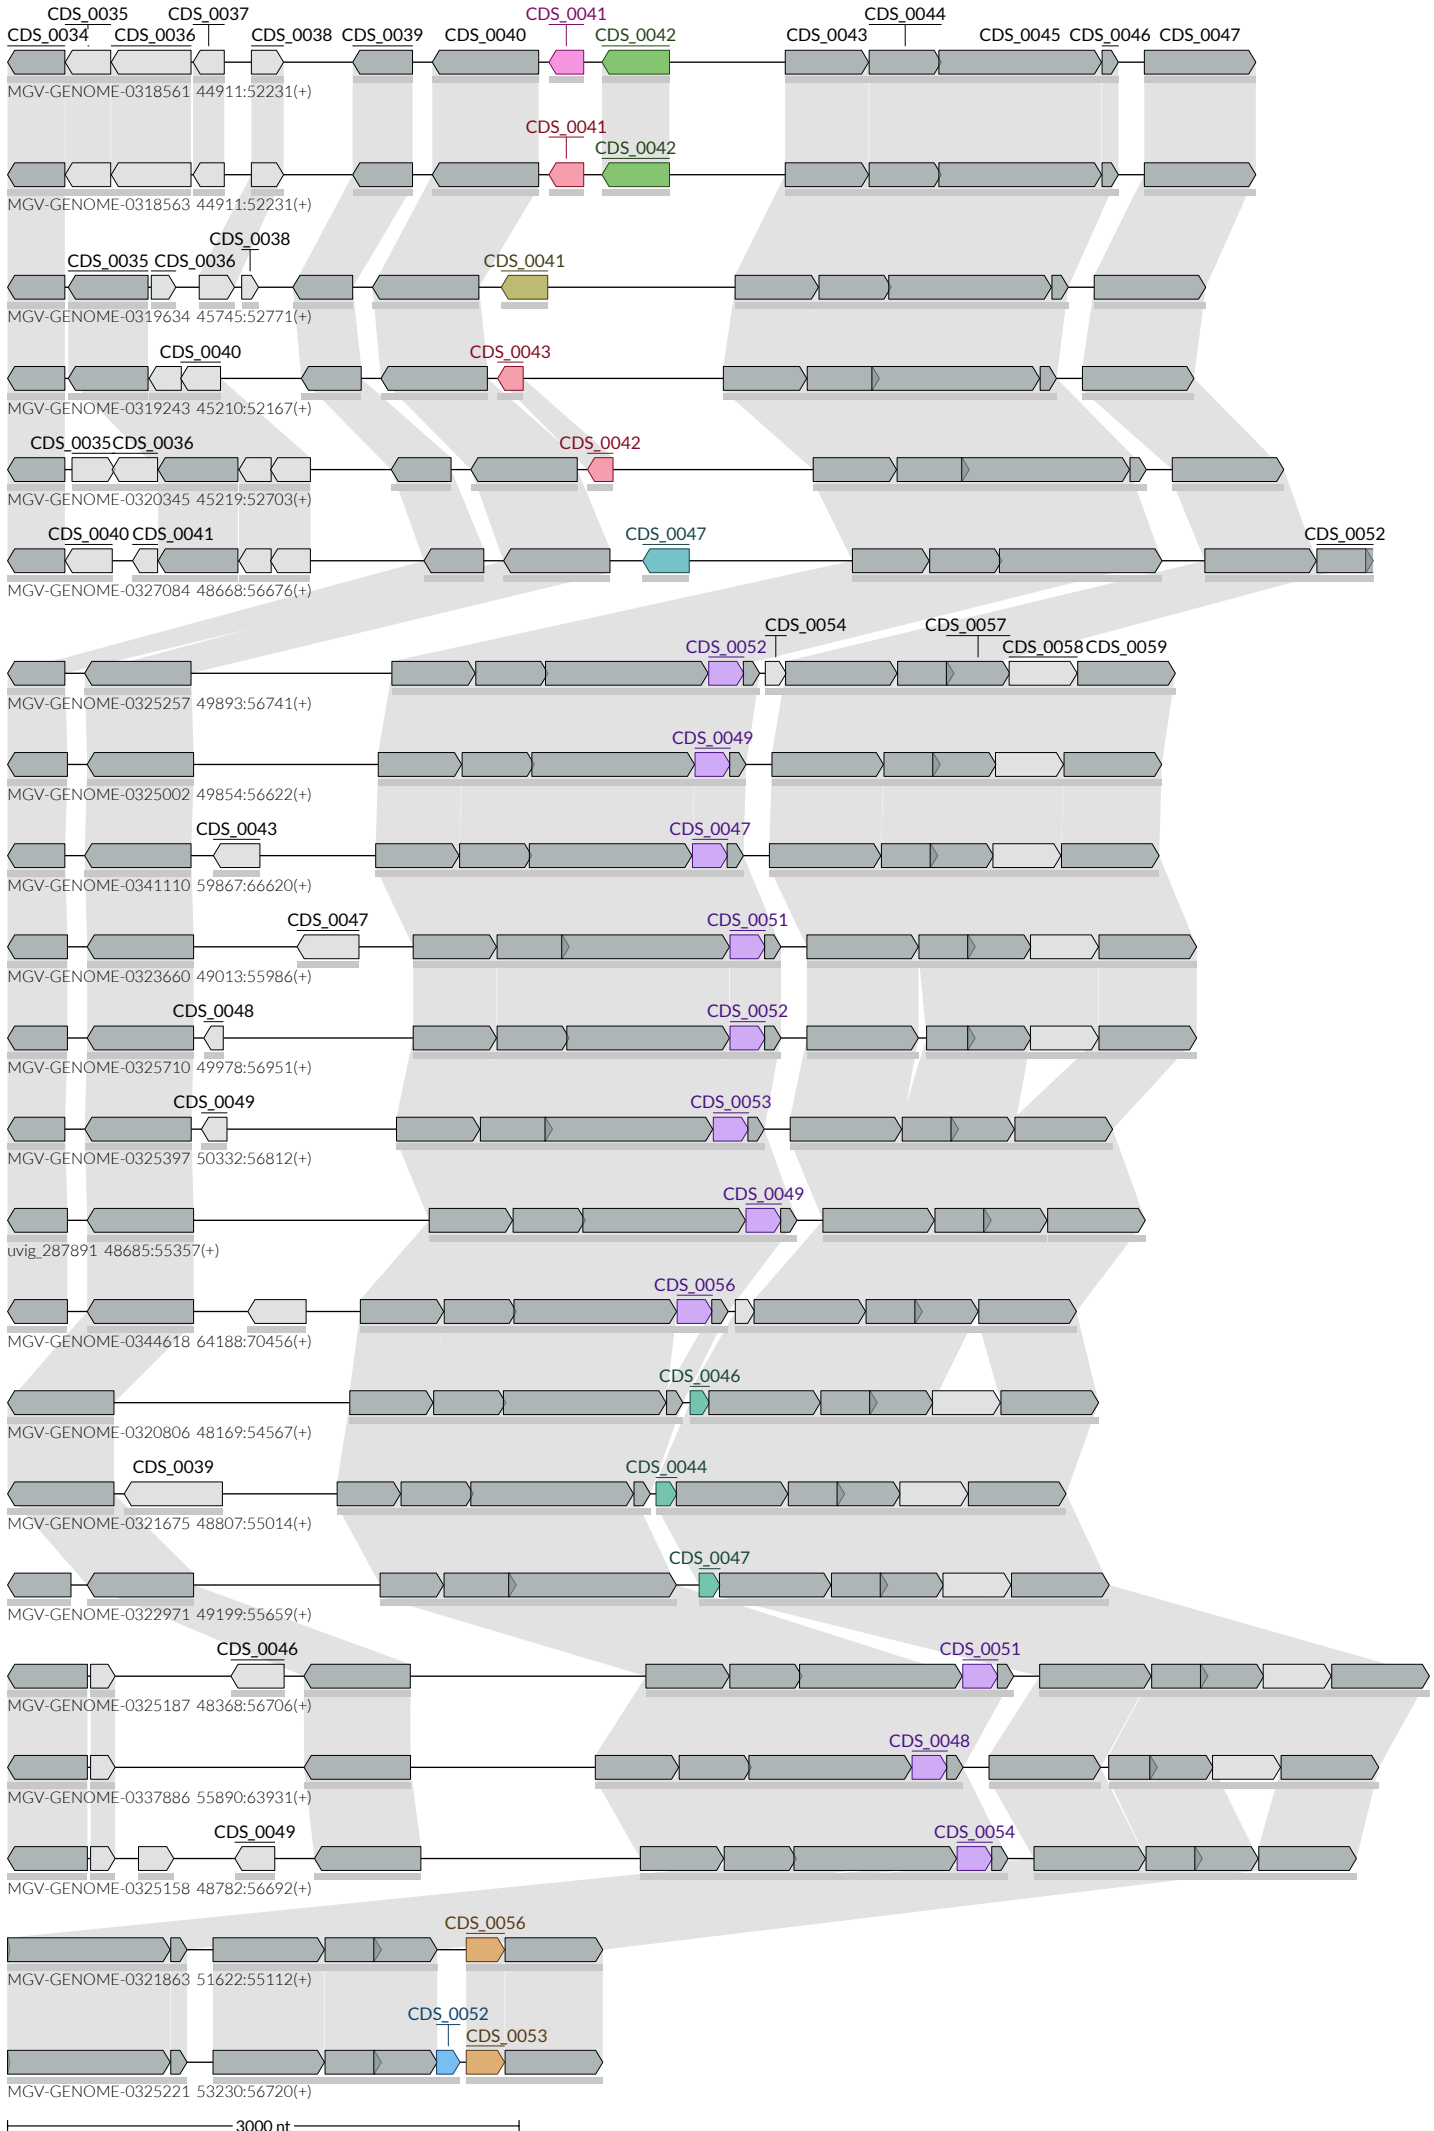 CDS_0035 CDS_0037 CDS_0041 CDS_0044
CDS_0034 CDS_0036 CDS_0038 CDS_0039 CDS_0040 CDS_0042 CDS_0043 CDS_0045 CDS_0046 CDS_0047
MGV-GENOME-0318561 44911:52231(+)
CDS_0041
CDS_0042
MGV-GENOME-0318563 44911:52231(+)
CDS_0038
CDS_0035 CDS_0036 CDS_0041
MGV-GENOME-0319634 45745:52771(+)
CDS_0040 CDS_0043
MGV-GENOME-0319243 45210:52167(+)
CDS_0035 CDS_0036 CDS_0042
MGV-GENOME-0320345 45219:52703(+)
CDS_0040 CDS_0041 CDS_0047 CDS_0052
MGV-GENOME-0327084 48668:56676(+)
CDS_0054 CDS_0057
CDS_0052 CDS_0058 CDS_0059
MGV-GENOME-0325257 49893:56741(+)
CDS_0049
MGV-GENOME-0325002 49854:56622(+)
CDS_0043 CDS_0047
MGV-GENOME-0341110 59867:66620(+)
CDS_0047 CDS_0051
MGV-GENOME-0323660 49013:55986(+)
CDS_0048 CDS_0052
MGV-GENOME-0325710 49978:56951(+)
CDS_0049 CDS_0053
MGV-GENOME-0325397 50332:56812(+)
CDS_0049
uvig_287891 48685:55357(+)
CDS_0056
MGV-GENOME-0344618 64188:70456(+)
CDS_0046
MGV-GENOME-0320806 48169:54567(+)
CDS_0039 CDS_0044
MGV-GENOME-0321675 48807:55014(+)
CDS_0047
MGV-GENOME-0322971 49199:55659(+)
CDS_0046 CDS_0051
MGV-GENOME-0325187 48368:56706(+)
CDS_0048
MGV-GENOME-0337886 55890:63931(+)
CDS_0049 CDS_0054
MGV-GENOME-0325158 48782:56692(+)
CDS_0056
MGV-GENOME-0321863 51622:55112(+)
CDS_0052
CDS_0053
MGV-GENOME-0325221 53230:56720(+)
3000 nt